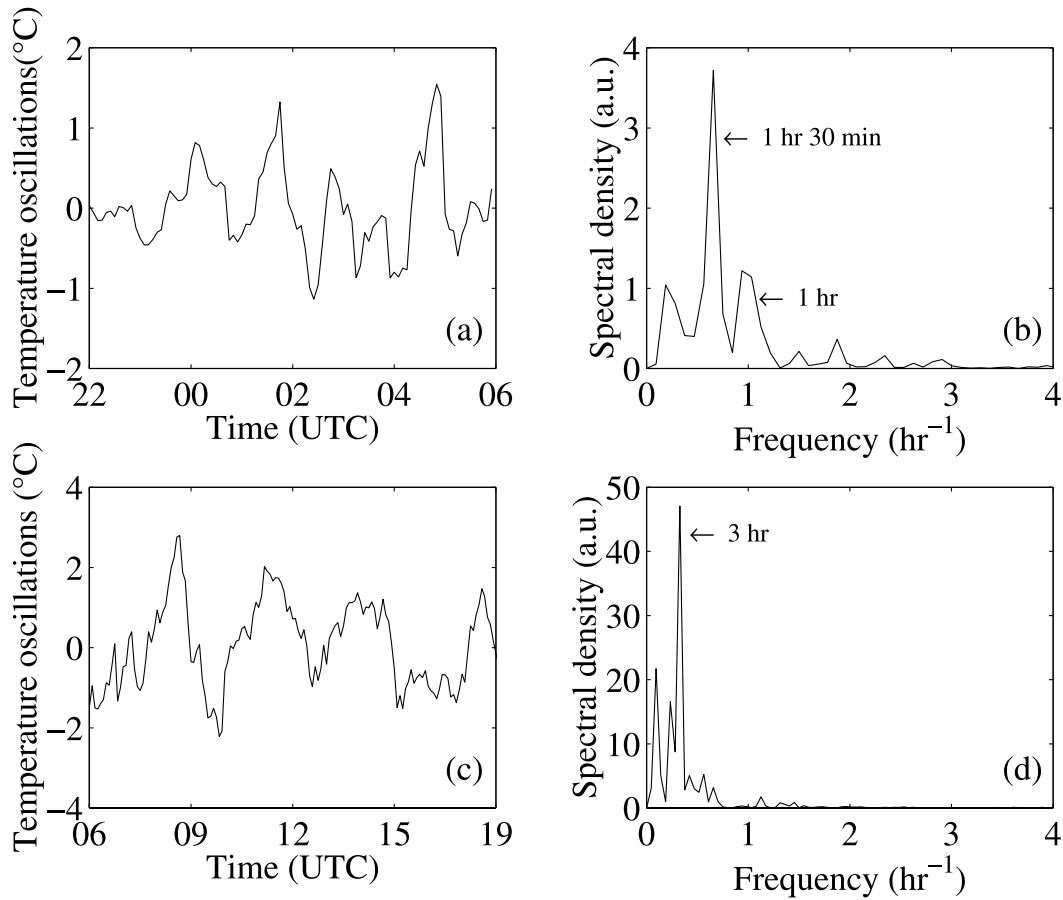 (a)
Temperature oscillations(°C)
2
1
0
−1
−2
22
00
02
04
06
Time (UTC)
(a)
(b)
Spectral density (a.u.)
4
3
2
1
0
0
1
2
3
4
Frequency (hr⁻¹)
← 1 hr 30 min
← 1 hr
(b)
Temperature oscillations (°C)
4
2
0
−2
−4
06
09
12
15
19
Time (UTC)
(c)
Spectral density (a.u.)
50
40
30
20
10
0
0
1
2
3
4
Frequency (hr⁻¹)
← 3 hr
(d)